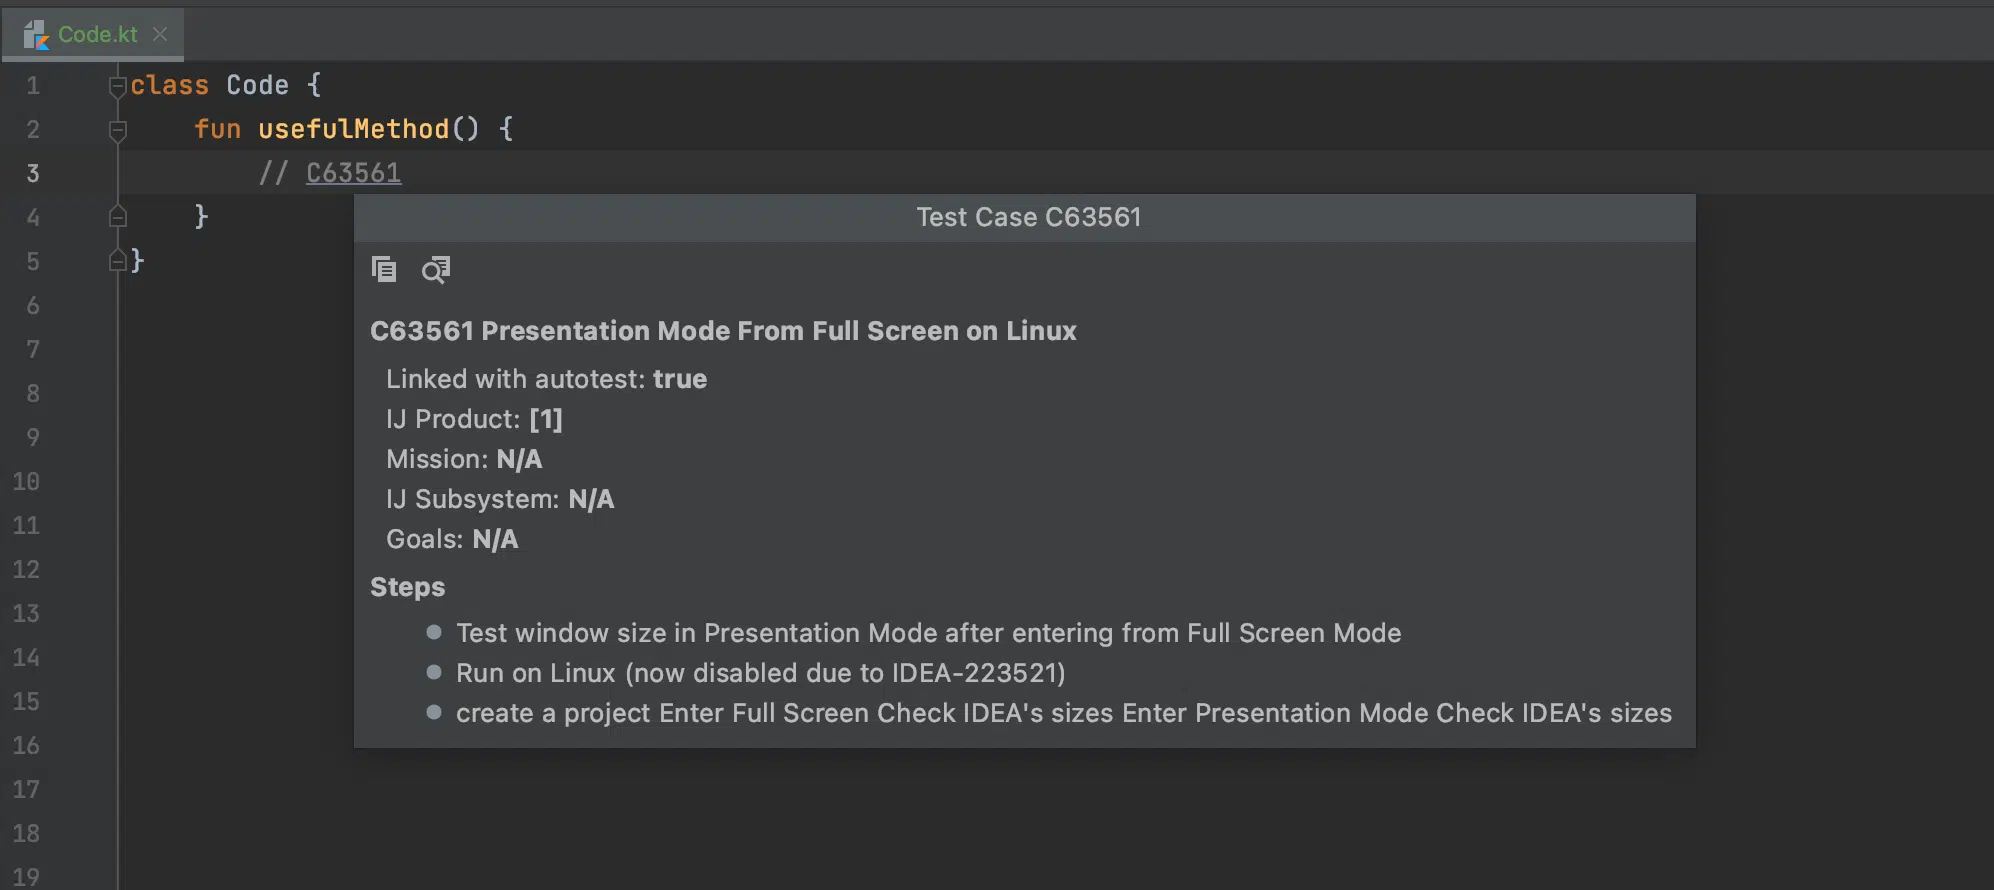 Code.kt
1 class Code {
2 fun usefulMethod() {
3 // C63561
4 }
5 }
6
7
8
9
10
11
12
13
14
15
16
17
18
19
Test Case C63561
C63561 Presentation Mode From Full Screen on Linux
Linked with autotest: true
IJ Product: [1]
Mission: N/A
IJ Subsystem: N/A
Goals: N/A
Steps
Test window size in Presentation Mode after entering from Full Screen Mode
Run on Linux (now disabled due to IDEA-223521)
create a project Enter Full Screen Check IDEA's sizes Enter Presentation Mode Check IDEA's sizes